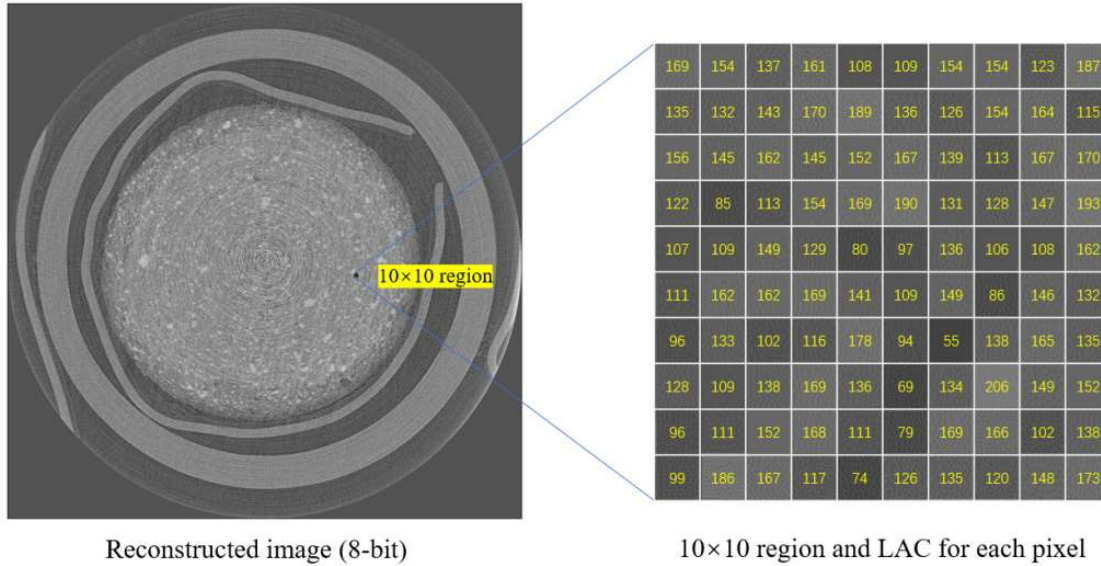 169 154 137 161 108 109 154 154 123 187
135 132 143 170 189 136 126 154 164 115
156 145 162 145 152 167 139 113 167 170
122 85 113 154 169 190 131 128 147 193
107 109 149 129 80 97 136 106 108 162
10×10 region
111 162 162 169 141 109 149 86 146 132
96 133 102 116 178 94 55 138 165 135
128 109 138 169 136 69 134 206 149 152
96 111 152 168 111 79 169 166 102 138
99 186 167 117 74 126 135 120 148 173
Reconstructed image (8-bit)
10×10 region and LAC for each pixel